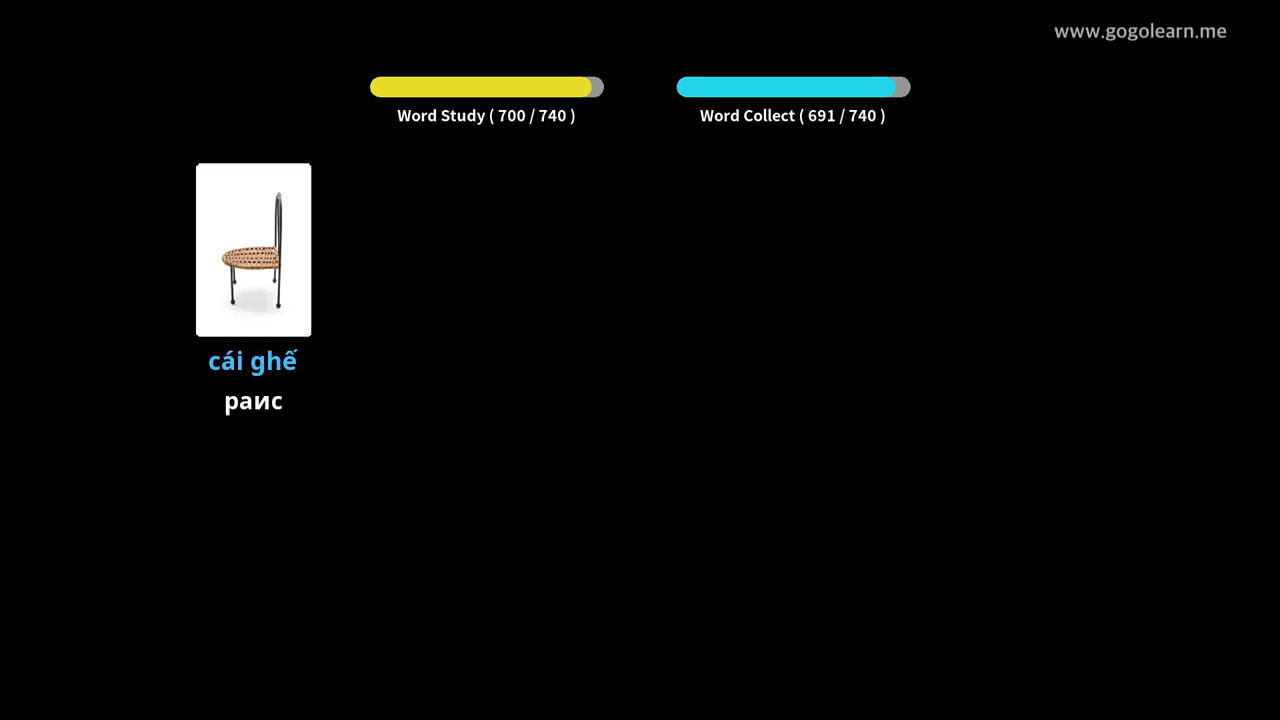 www.gogolearn.me
Word Study ( 700 / 740 )
Word Collect ( 691 / 740 )
cái ghế
раис